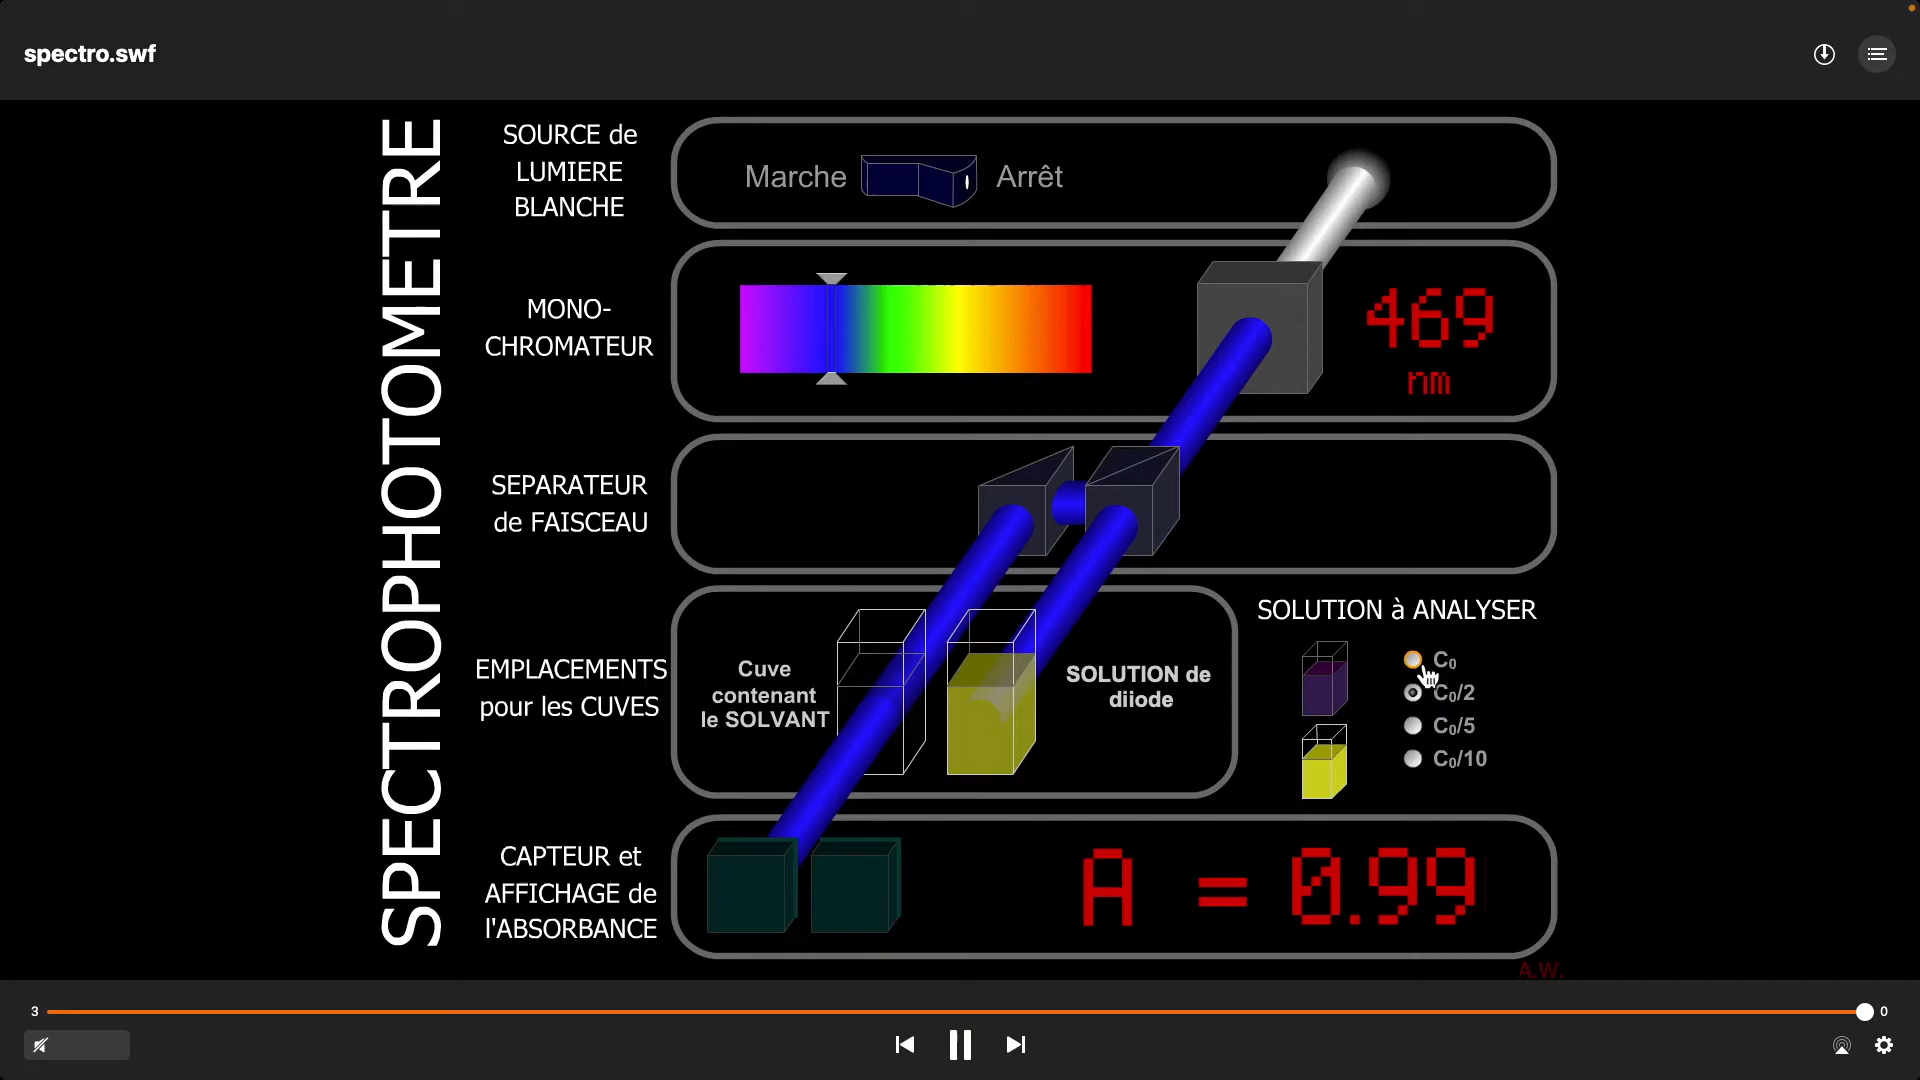 spectro.swf
SPECTROPHOTOMETRE
SOURCE de
LUMIERE
BLANCHE
Marche
Arrêt
MONO-
CHROMATEUR
469
nm
SEPARATEUR
de FAISCEAU
EMPLACEMENTS
pour les CUVES
Cuve
contenant
le SOLVANT
SOLUTION de
diiode
SOLUTION à ANALYSER
C₀
C₀/2
C₀/5
C₀/10
CAPTEUR et
AFFICHAGE de
l'ABSORBANCE
A = 0.99
A.W.
3
0